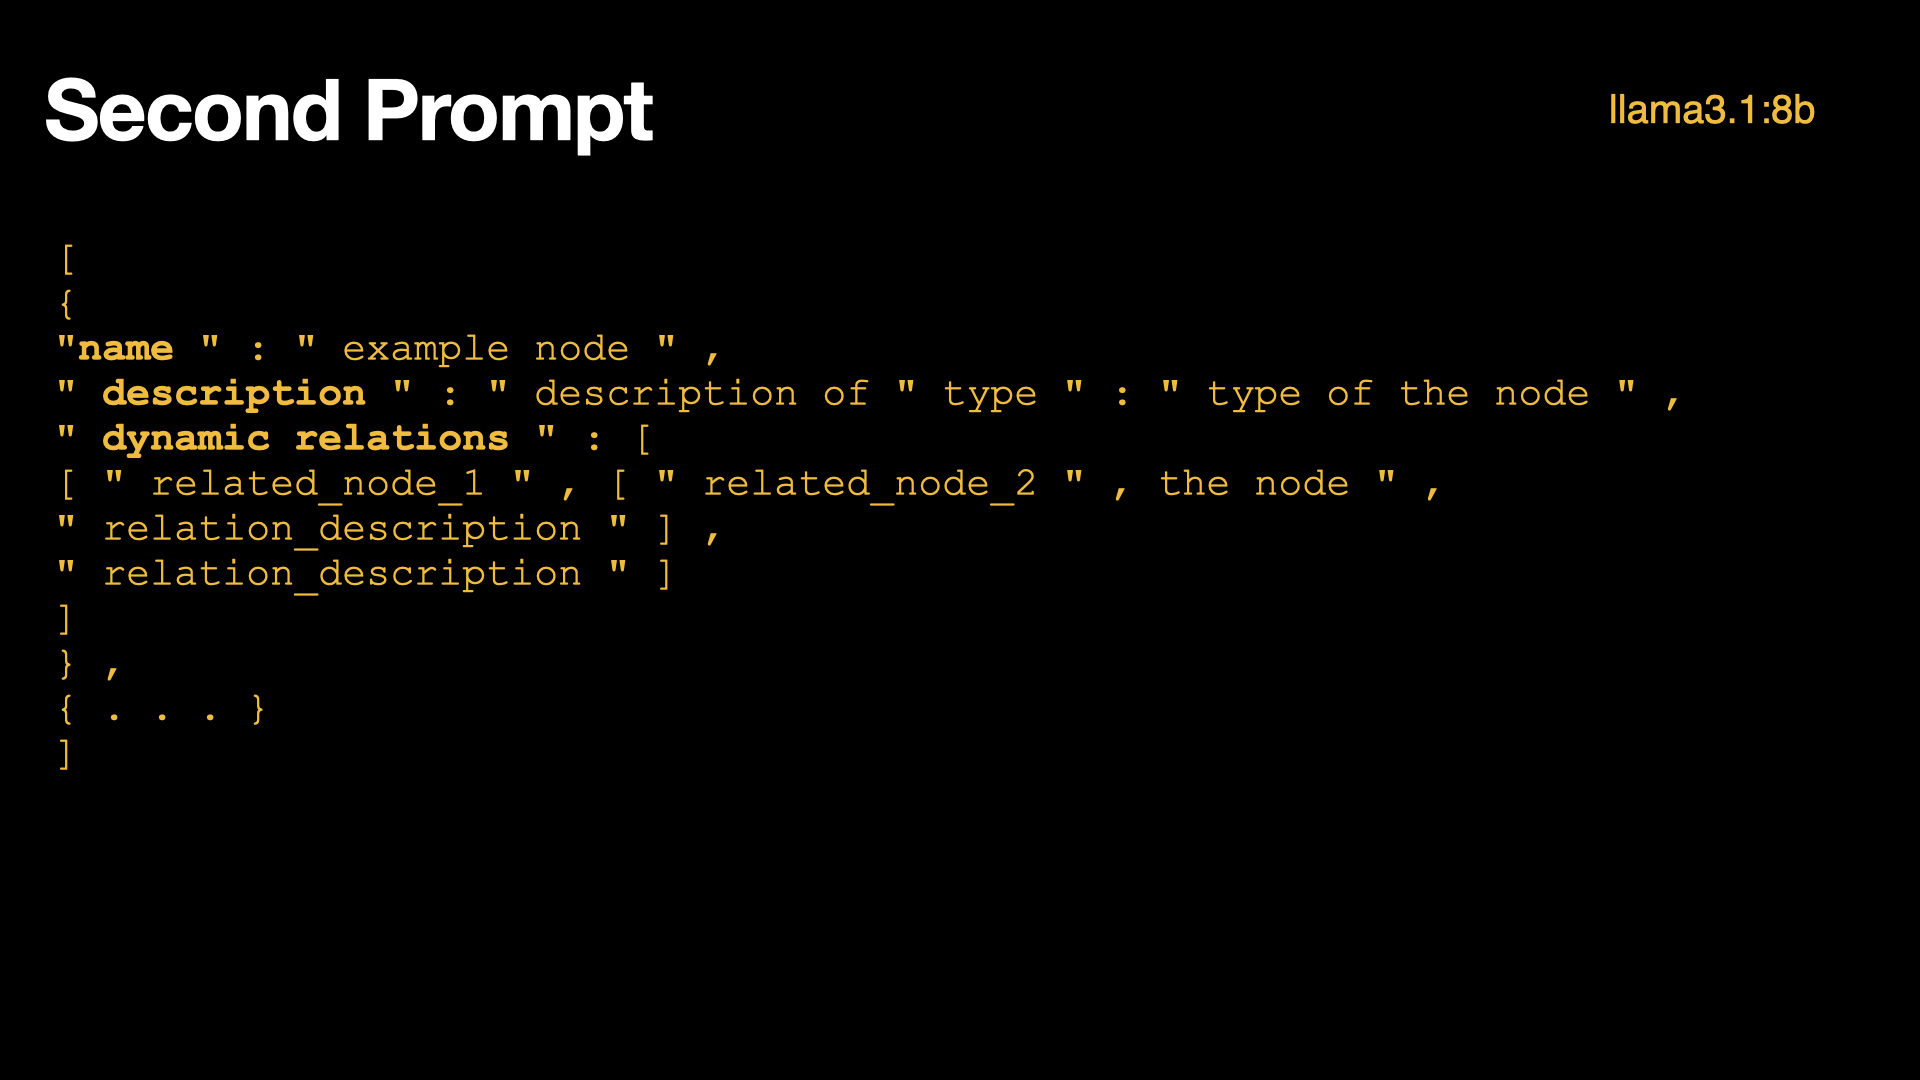 Second Prompt
llama3.1:8b
[
{
"name " : " example node " ,
" description " : " description of " type " : " type of the node " ,
" dynamic relations " : [
[ " related_node_1 " , [ " related_node_2 " , the node " ,
" relation_description " ] ,
" relation_description " ]
]
} ,
{ . . . }
]